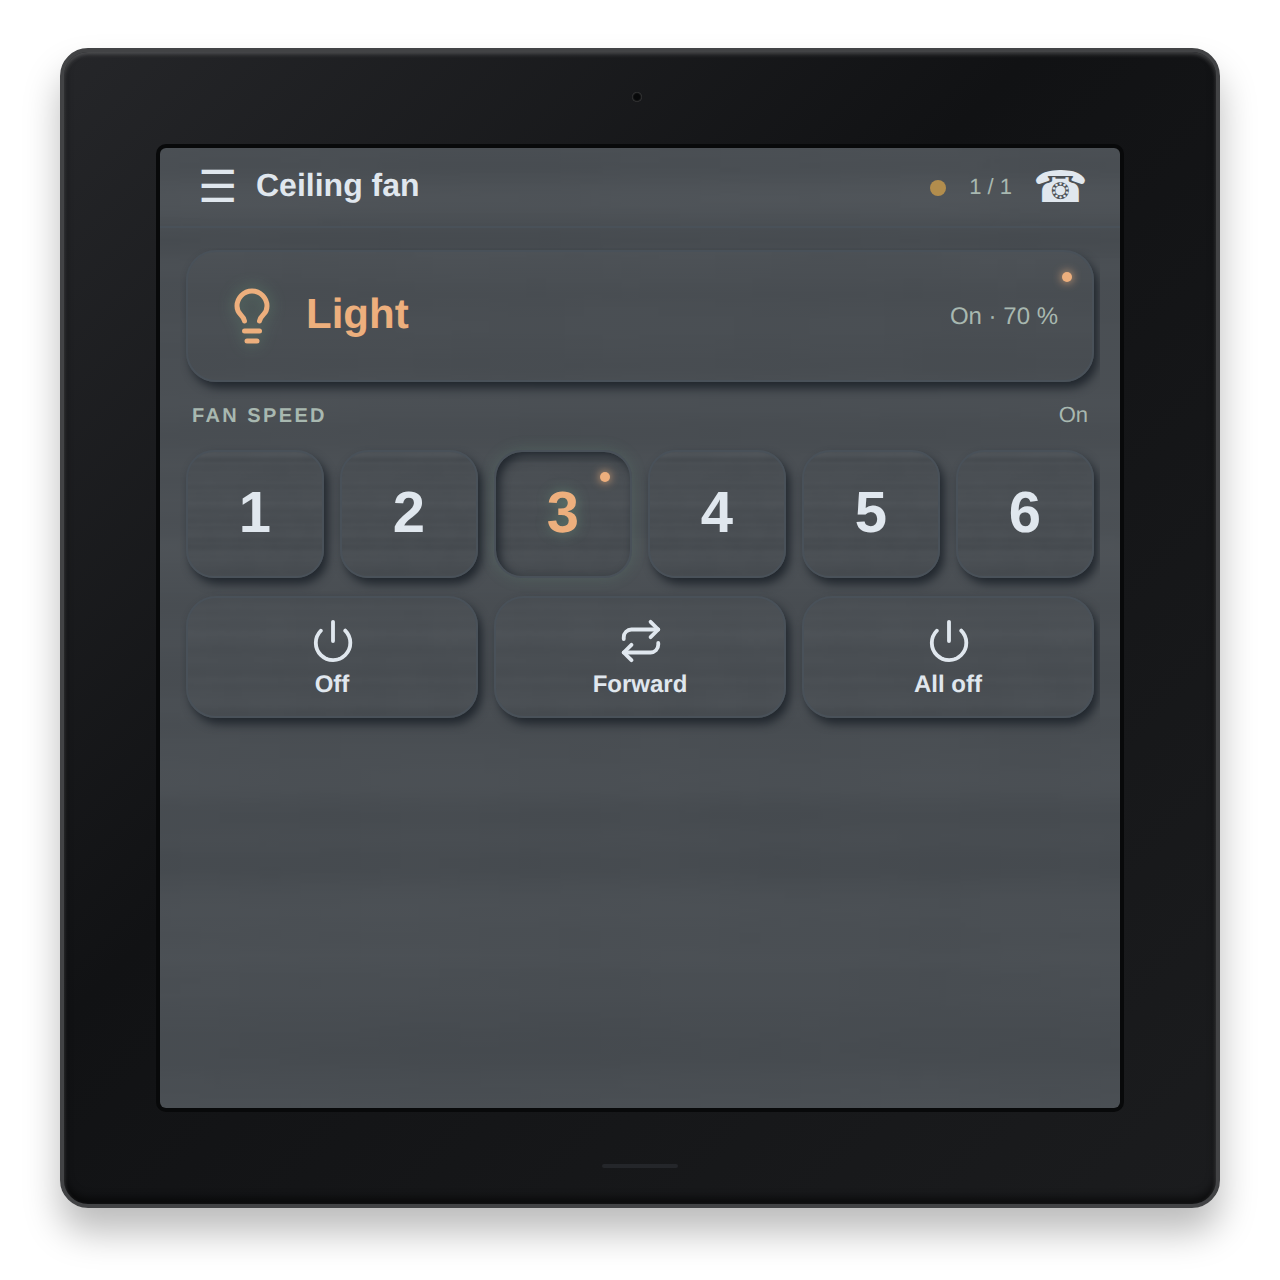 ☰ Ceiling fan 1 / 1 ☎
Light On · 70 %
FAN SPEED On
1 2 3 4 5 6
Off Forward All off